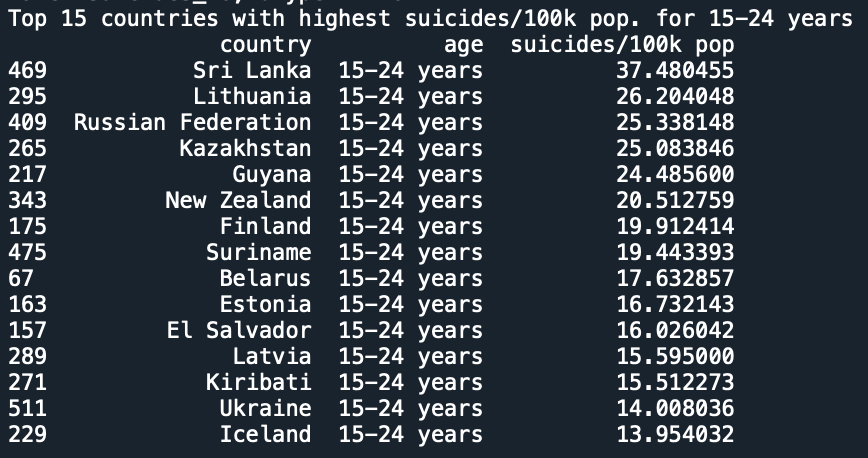 Top 15 countries with highest suicides/100k pop. for 15-24 years
country age suicides/100k pop
469 Sri Lanka 15-24 years 37.480455
295 Lithuania 15-24 years 26.204048
409 Russian Federation 15-24 years 25.338148
265 Kazakhstan 15-24 years 25.083846
217 Guyana 15-24 years 24.485600
343 New Zealand 15-24 years 20.512759
175 Finland 15-24 years 19.912414
475 Suriname 15-24 years 19.443393
67 Belarus 15-24 years 17.632857
163 Estonia 15-24 years 16.732143
157 El Salvador 15-24 years 16.026042
289 Latvia 15-24 years 15.595000
271 Kiribati 15-24 years 15.512273
511 Ukraine 15-24 years 14.008036
229 Iceland 15-24 years 13.954032